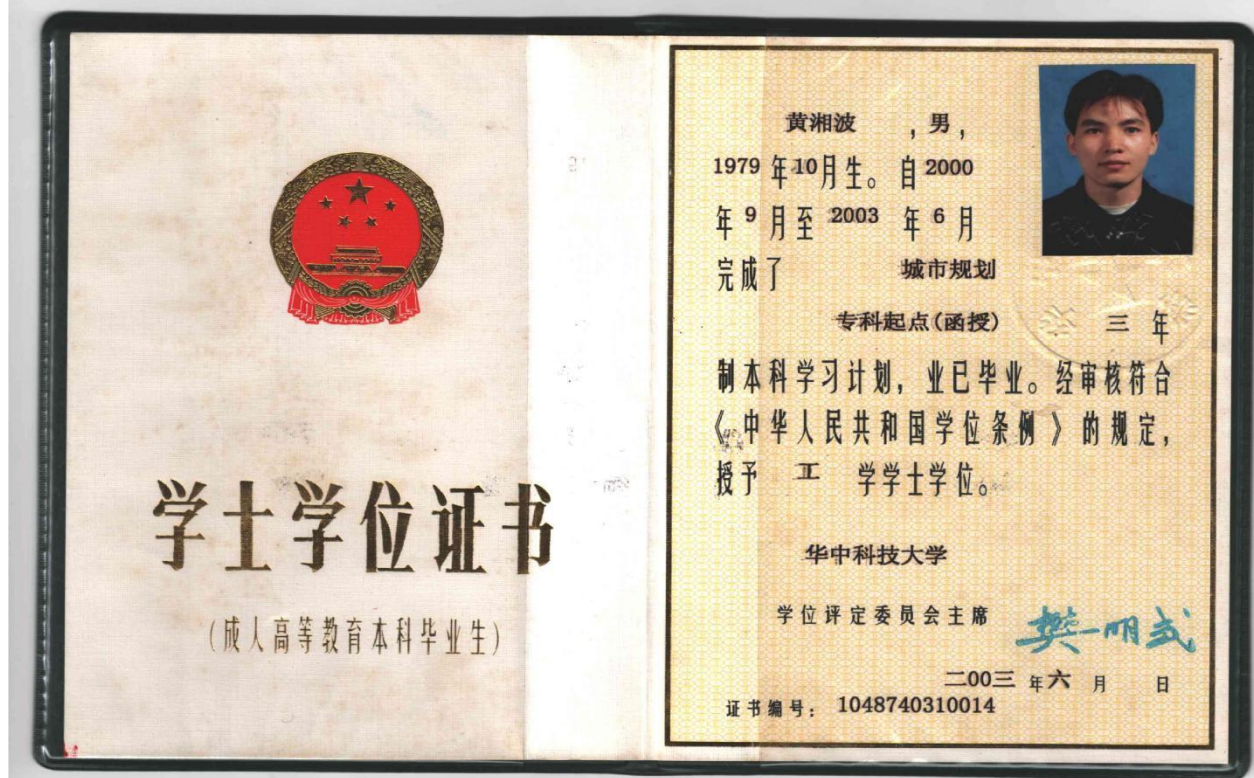 学士学位证书
(成人高等教育本科毕业生)
黄湘波 ,男,
1979 年 10 月生。自 2000
年 9 月至 2003 年 6 月
完成了 城市规划
专科起点(函授) 三 年
制本科学习计划,业已毕业。经审核符合
《中华人民共和国学位条例》的规定,
授予 工 学学士学位。
华中科技大学
学位评定委员会主席 樊明武
二00三 年 六 月 日
证书编号: 1048740310014